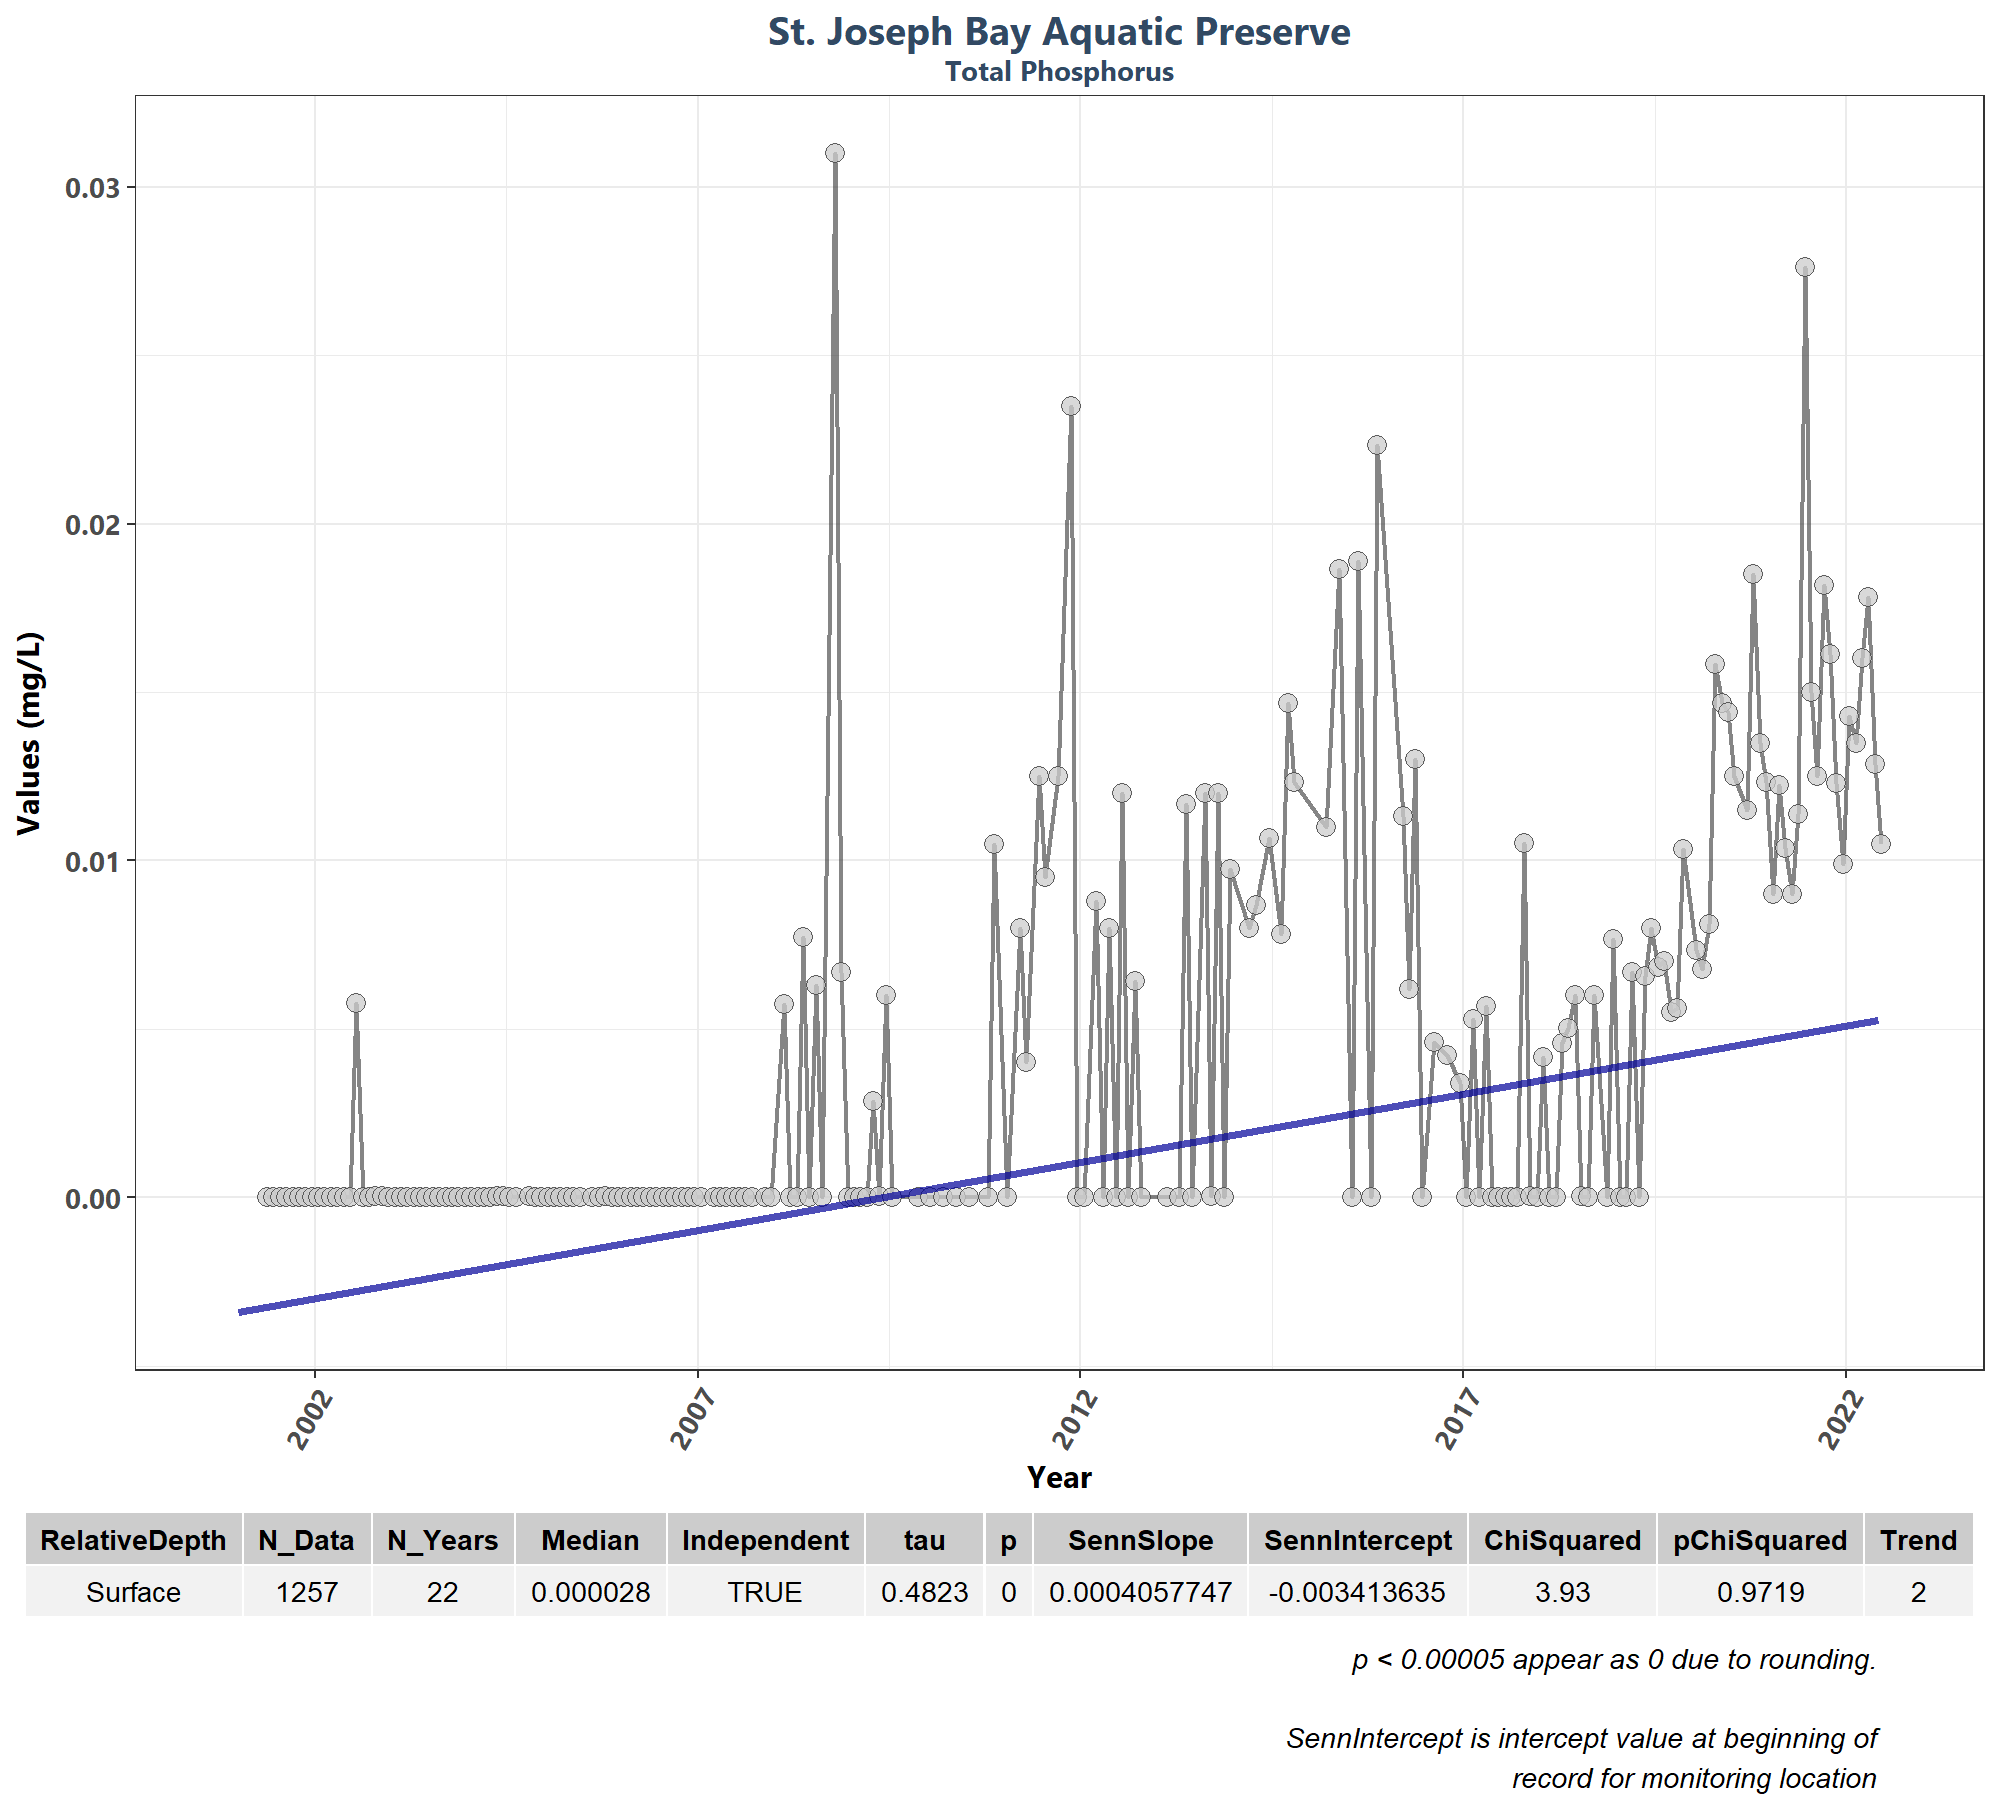 St. Joseph Bay Aquatic Preserve
Total Phosphorus
Values (mg/L)
0.03
0.02
0.01
0.00
2002 2007 2012 2017 2022
Year
RelativeDepth N_Data N_Years Median Independent tau p SennSlope SennIntercept ChiSquared pChiSquared Trend
Surface 1257 22 0.000028 TRUE 0.4823 0 0.0004057747 -0.003413635 3.93 0.9719 2
p < 0.00005 appear as 0 due to rounding.
SennIntercept is intercept value at beginning of
record for monitoring location